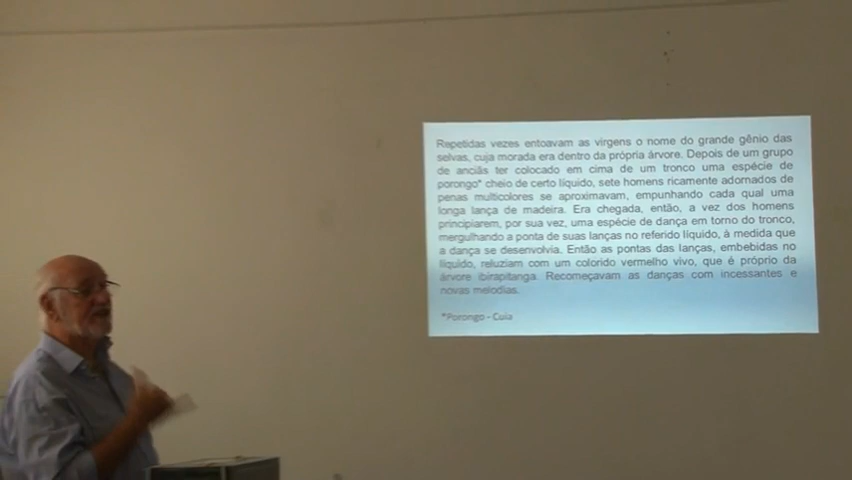 Repetidas vezes entoavam as virgens o nome do grande gênio das
selvas, cuja morada era dentro da própria árvore. Depois de um grupo
de anciãs ter colocado em cima de um tronco uma espécie de
porongo* cheio de certo líquido, sete homens ricamente adornados de
penas multicolores se aproximavam, empunhando cada qual uma
longa lança de madeira. Era chegada, então, a vez dos homens
principiarem, por sua vez, uma espécie de dança em torno do tronco,
mergulhando a ponta de suas lanças no referido líquido, à medida que
a dança se desenvolvia. Então as pontas das lanças, embebidas no
líquido, reluziam com um colorido vermelho vivo, que é próprio da
árvore ibirapitanga. Recomeçavam as danças com incessantes e
novas melodias.
*Porongo - Cuia